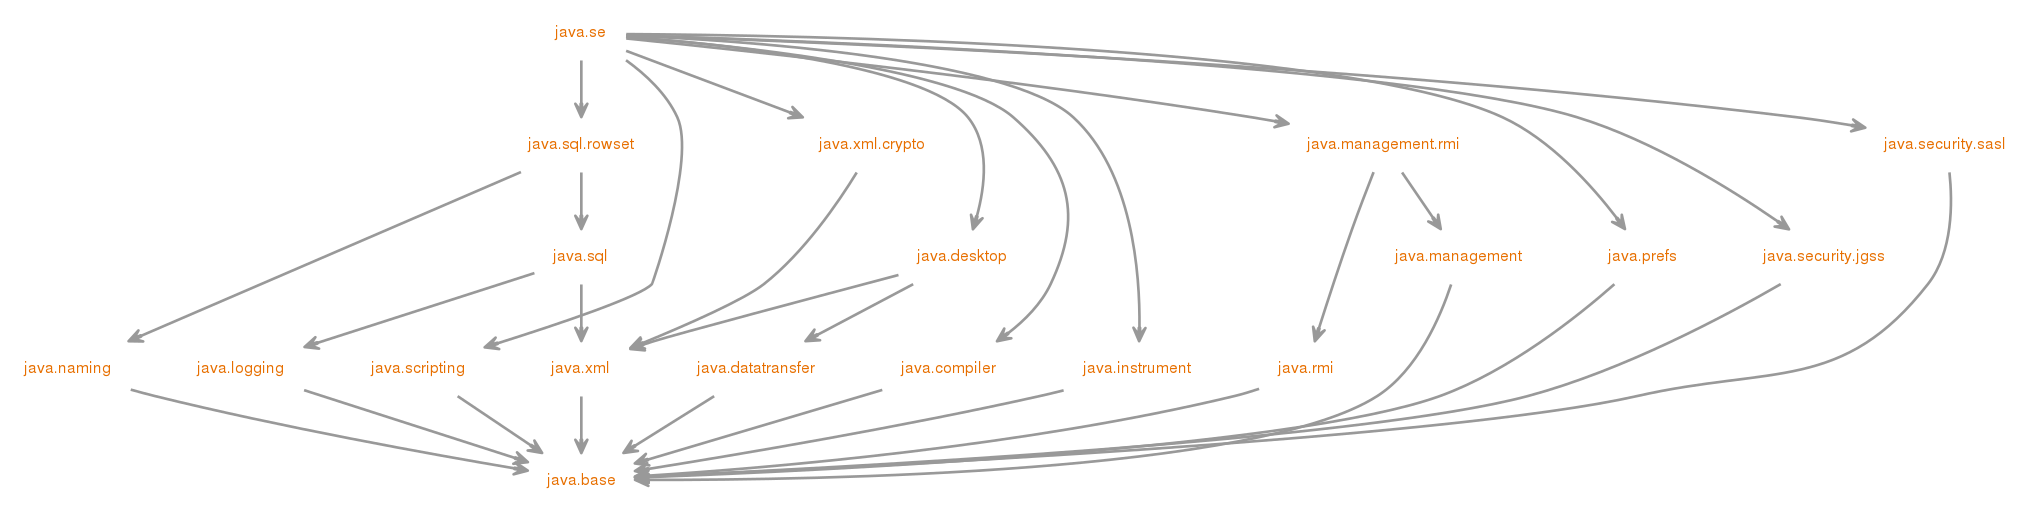 java.se
java.sql.rowset
java.xml.crypto
java.management.rmi
java.security.sasl
java.sql
java.desktop
java.management
java.prefs
java.security.jgss
java.naming
java.logging
java.scripting
java.xml
java.datatransfer
java.compiler
java.instrument
java.rmi
java.base